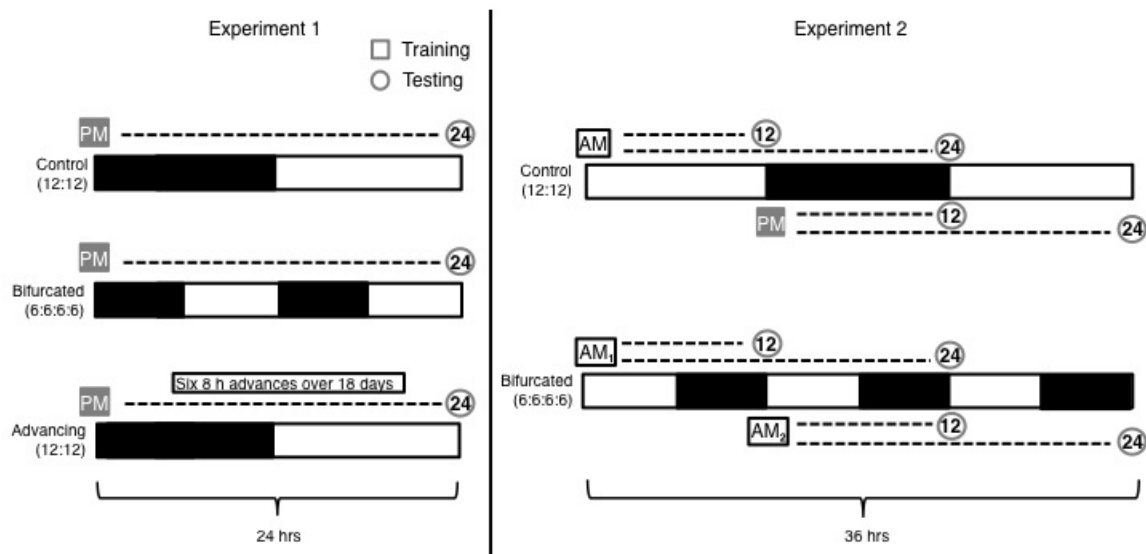 Experiment 1
Training
Testing
PM
24
Control
(12:12)
PM
24
Bifurcated
(6:6:6:6)
Six 8 h advances over 18 days
PM
24
Advancing
(12:12)
24 hrs
Experiment 2
AM
12
24
Control
(12:12)
PM
12
24
AM₁
12
24
Bifurcated
(6:6:6:6)
AM₂
12
24
36 hrs